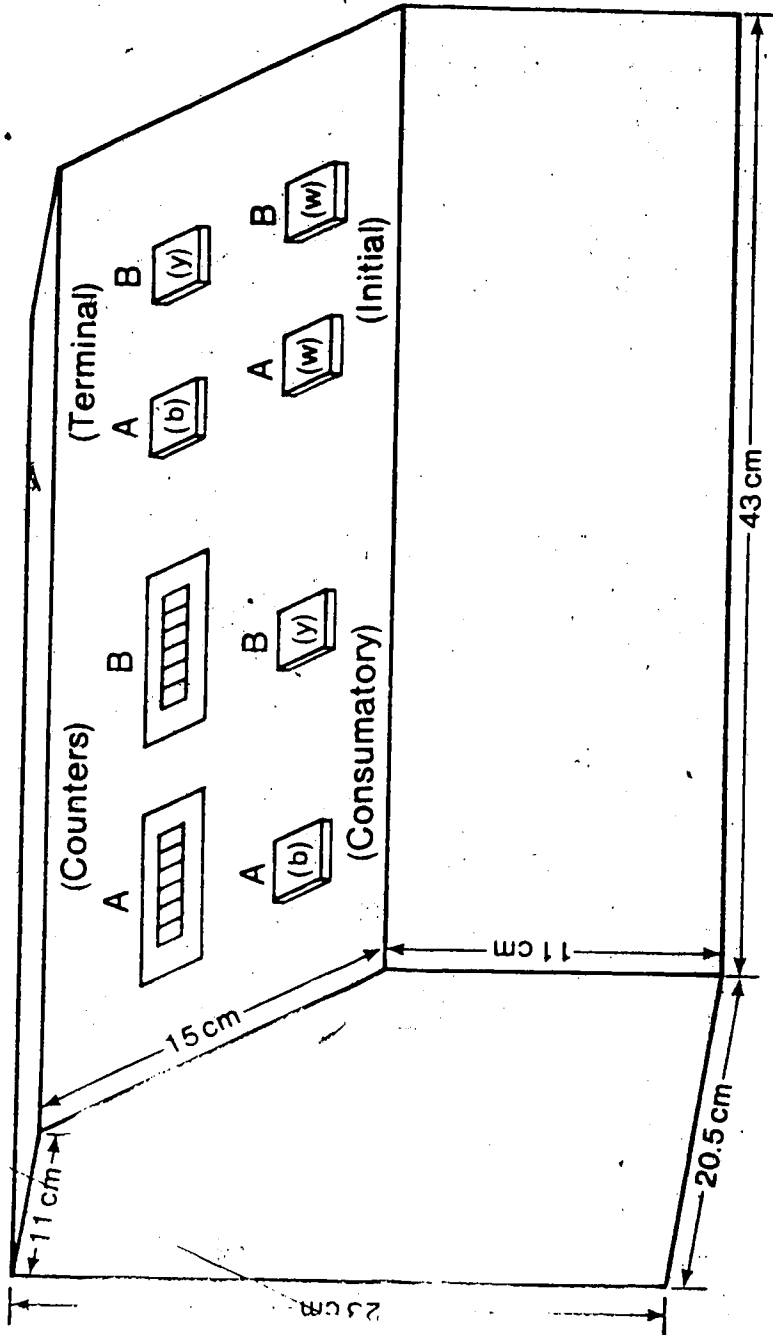 (Counters)
(Terminal)
A
B
A
B
(b)
(y)
A
B
A
B
(b)
(y)
(w)
(w)
(Consumatory)
(Initial)
11 cm
15 cm
23 cm
11 cm
20.5 cm
43 cm